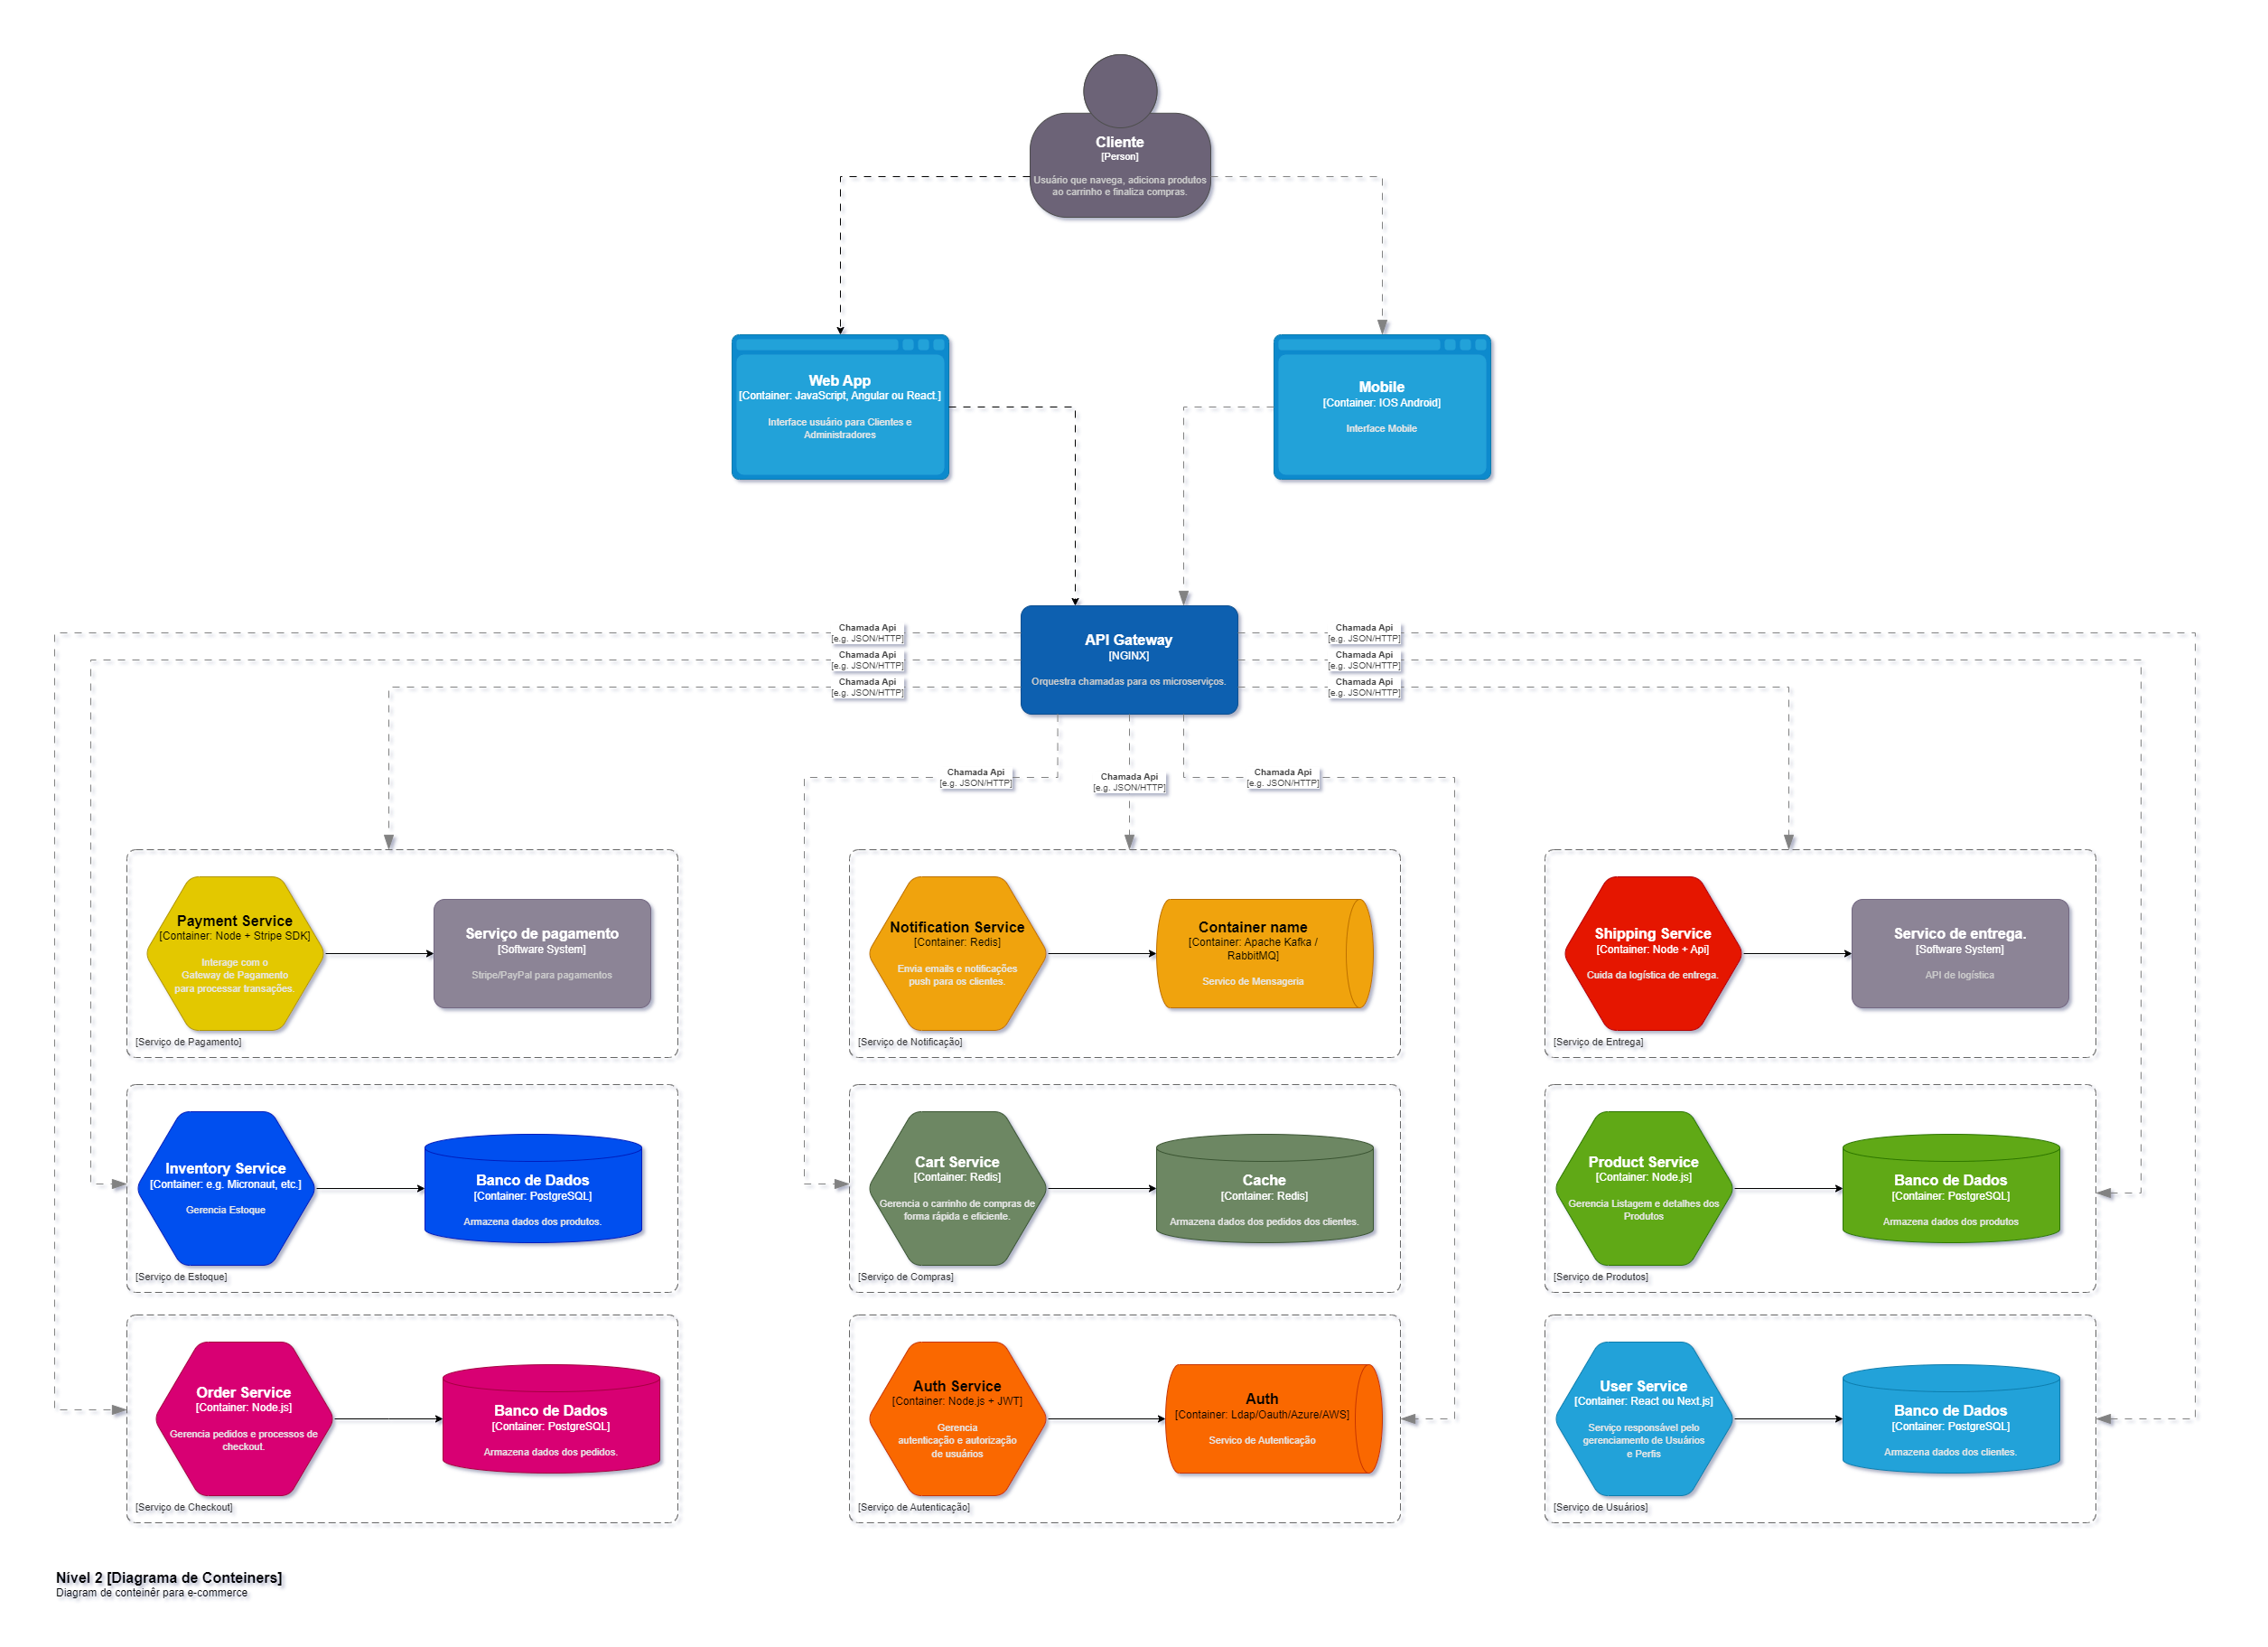 Cliente
[Person]
Usuário que navega, adiciona produtos
ao carrinho e finaliza compras.
Web App
[Container: JavaScript, Angular ou React.]
Interface usuário para Clientes e
Administradores
Mobile
[Container: IOS Android]
Interface Mobile
API Gateway
[NGINX]
Orquestra chamadas para os microserviços.
Chamada Api
[e.g. JSON/HTTP]
Chamada Api
[e.g. JSON/HTTP]
Chamada Api
[e.g. JSON/HTTP]
Chamada Api
[e.g. JSON/HTTP]
Chamada Api
[e.g. JSON/HTTP]
Chamada Api
[e.g. JSON/HTTP]
Chamada Api
[e.g. JSON/HTTP]
Chamada Api
[e.g. JSON/HTTP]
Chamada Api
[e.g. JSON/HTTP]
Payment Service
[Container: Node + Stripe SDK]
Interage com o
Gateway de Pagamento
para processar transações.
Serviço de pagamento
[Software System]
Stripe/PayPal para pagamentos
[Serviço de Pagamento]
Notification Service
[Container: Redis]
Envia emails e notificações
push para os clientes.
Container name
[Container: Apache Kafka /
RabbitMQ]
Servico de Mensageria
[Serviço de Notificação]
Shipping Service
[Container: Node + Api]
Cuida da logística de entrega.
Servico de entrega.
[Software System]
API de logística
[Serviço de Entrega]
Inventory Service
[Container: e.g. Micronaut, etc.]
Gerencia Estoque
Banco de Dados
[Container: PostgreSQL]
Armazena dados dos produtos.
[Serviço de Estoque]
Cart Service
[Container: Redis]
Gerencia o carrinho de compras de
forma rápida e eficiente.
Cache
[Container: Redis]
Armazena dados dos pedidos dos clientes.
[Serviço de Compras]
Product Service
[Container: Node.js]
Gerencia Listagem e detalhes dos
Produtos
Banco de Dados
[Container: PostgreSQL]
Armazena dados dos produtos
[Serviço de Produtos]
Order Service
[Container: Node.js]
Gerencia pedidos e processos de
checkout.
Banco de Dados
[Container: PostgreSQL]
Armazena dados dos pedidos.
[Serviço de Checkout]
Auth Service
[Container: Node.js + JWT]
Gerencia
autenticação e autorização
de usuários
Auth
[Container: Ldap/Oauth/Azure/AWS]
Servico de Autenticação
[Serviço de Autenticação]
User Service
[Container: React ou Next.js]
Serviço responsável pelo
gerenciamento de Usuários
e Perfis
Banco de Dados
[Container: PostgreSQL]
Armazena dados dos clientes.
[Serviço de Usuários]
Nivel 2 [Diagrama de Conteiners]
Diagram de conteinêr para e-commerce